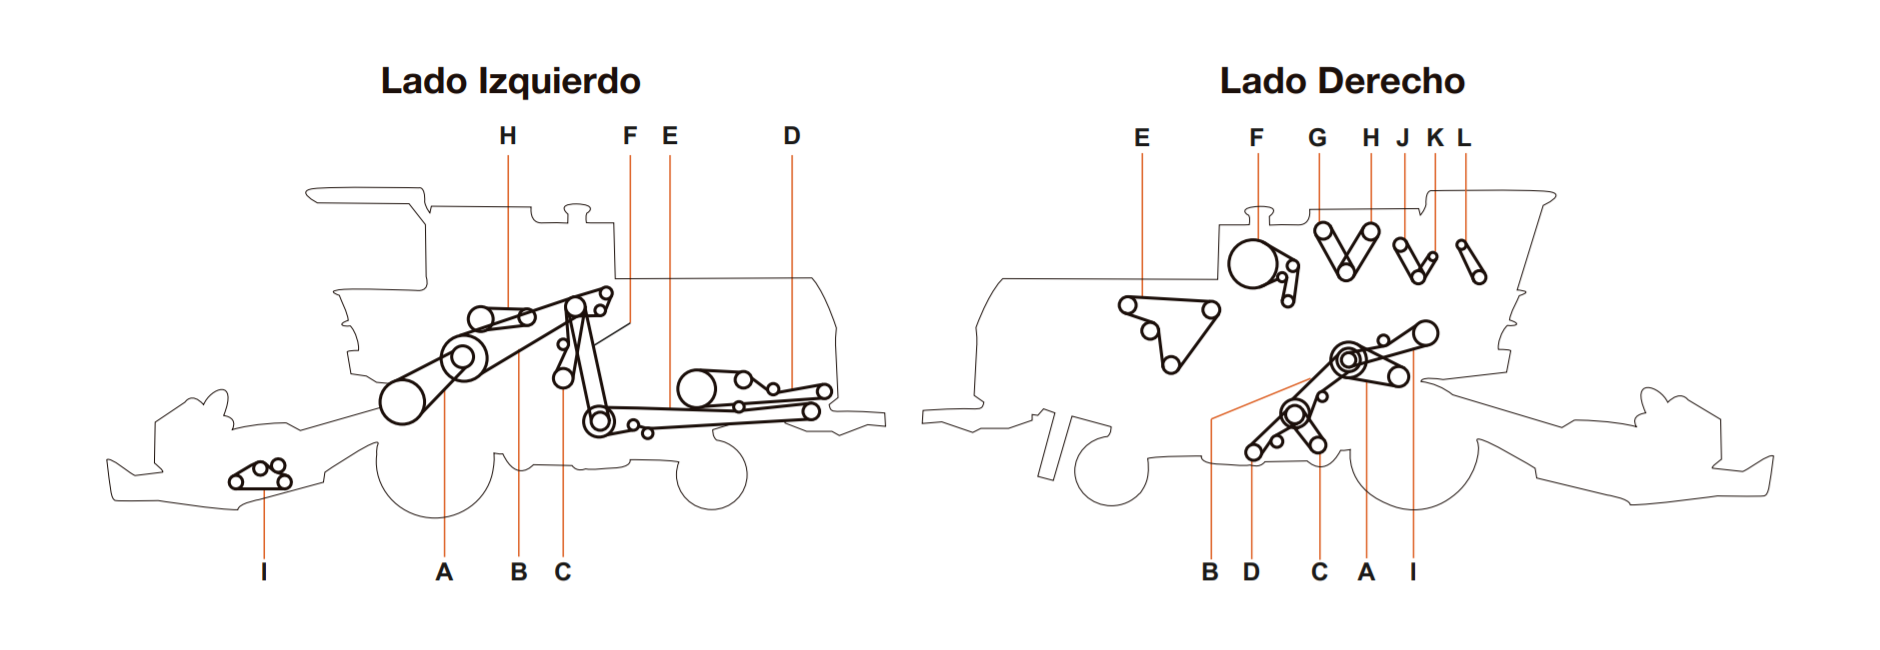 Lado Izquierdo
H F E D
I A B C
Lado Derecho
E F G H J K L
B D C A I